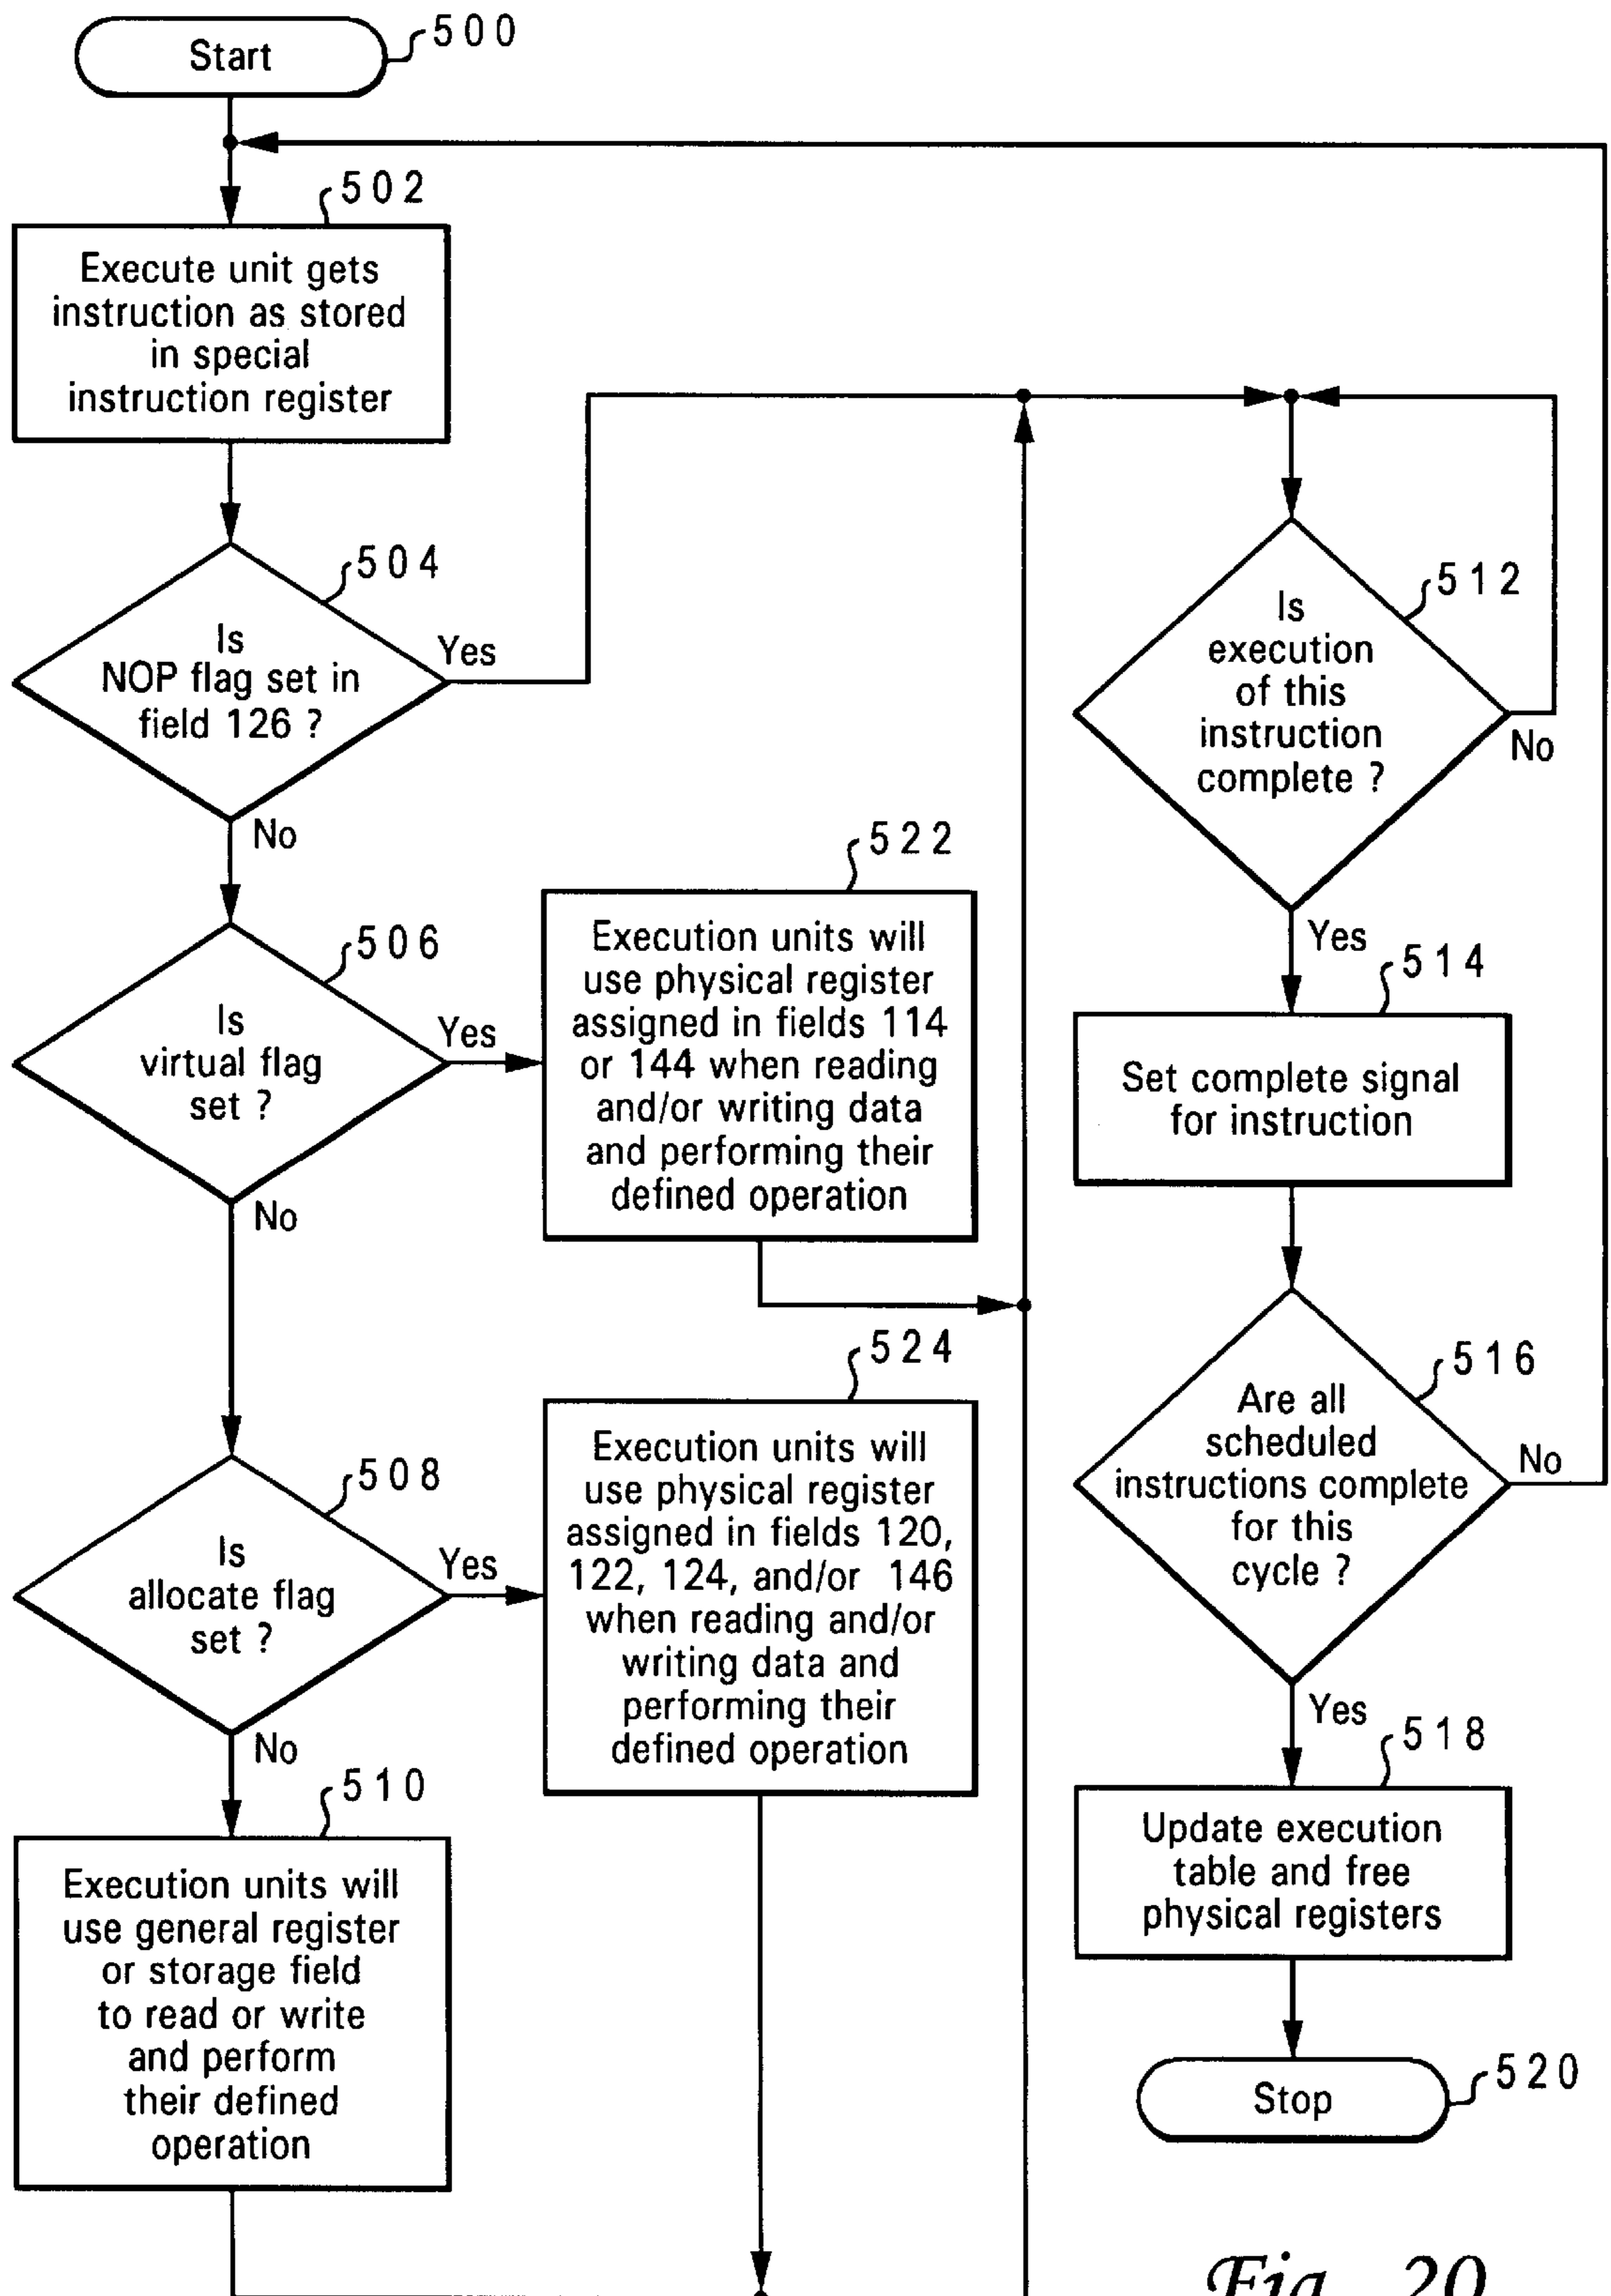 Start
500
502
Execute unit gets
instruction as stored
in special
instruction register
504
Is
NOP flag set in
field 126 ?
Yes
No
506
Is
virtual flag
set ?
Yes
No
522
Execution units will
use physical register
assigned in fields 114
or 144 when reading
and/or writing data
and performing their
defined operation
508
Is
allocate flag
set ?
Yes
No
524
Execution units will
use physical register
assigned in fields 120,
122, 124, and/or 146
when reading and/or
writing data and
performing their
defined operation
510
Execution units will
use general register
or storage field
to read or write
and perform
their defined
operation
512
Is
execution
of this
instruction
complete ?
No
Yes
514
Set complete signal
for instruction
516
Are all
scheduled
instructions complete
for this
cycle ?
No
Yes
518
Update execution
table and free
physical registers
Stop
520
Fig. 20